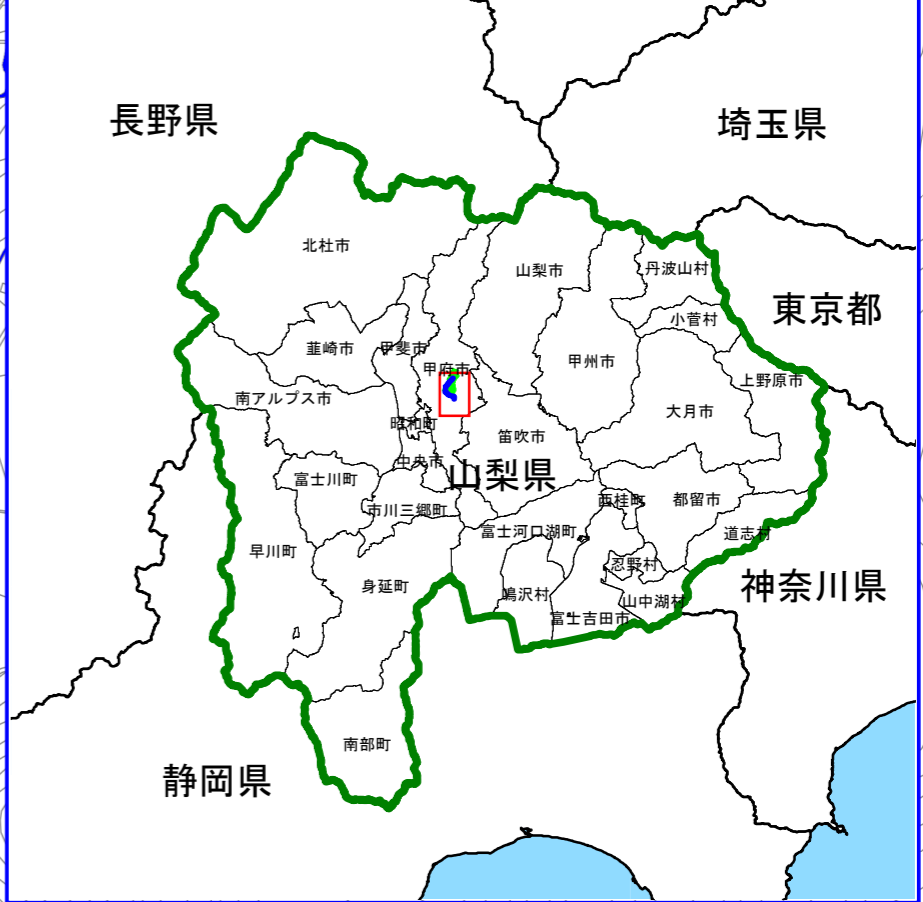 長野県
埼玉県
北杜市
山梨市
丹波山村
東京都
小菅村
韮崎市
甲斐市
甲州市
甲府市
上野原市
南アルプス市
大月市
昭和町
笛吹市
中央市
山梨県
富士川町
西桂町
都留市
市川三郷町
富士河口湖町
道志村
早川町
忍野村
身延町
神奈川県
鳴沢村
山中湖村
富士吉田市
南部町
静岡県